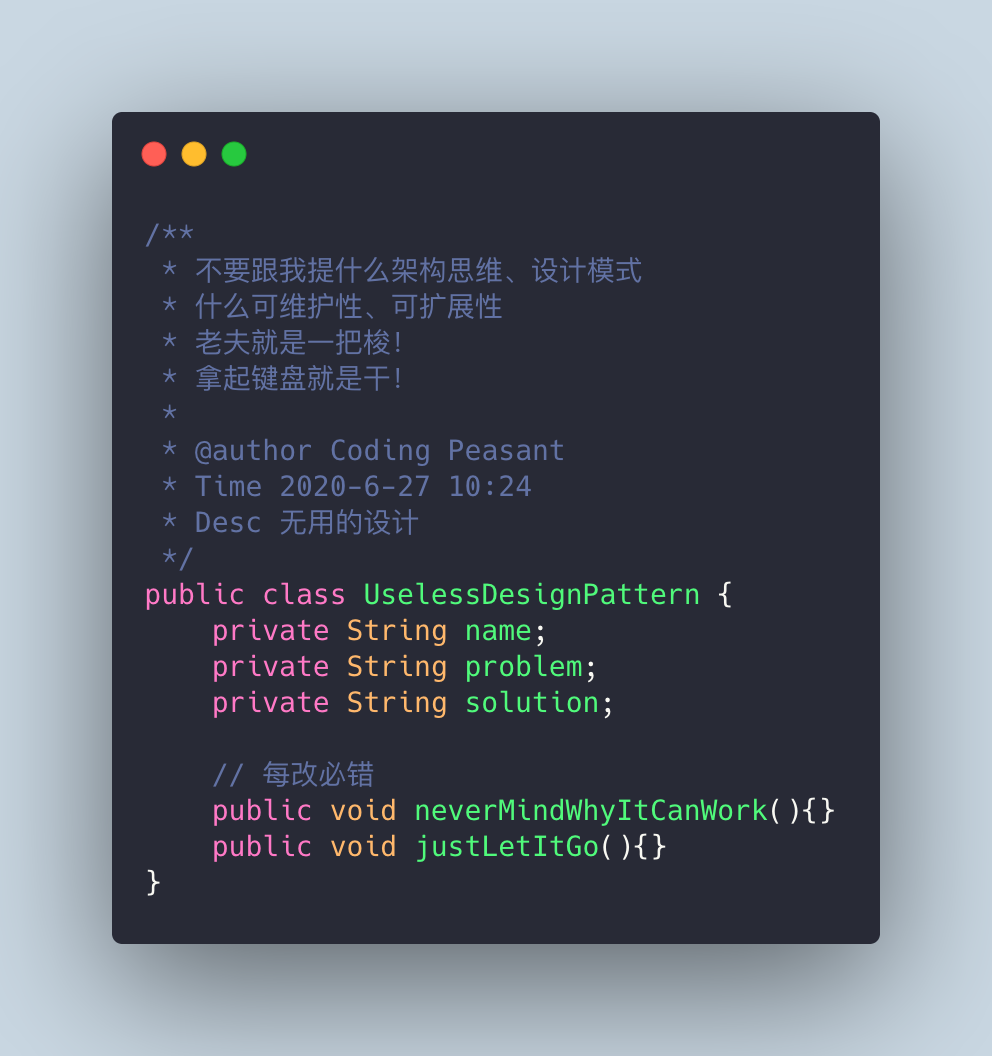 /**
 * 不要跟我提什么架构思维、设计模式
 * 什么可维护性、可扩展性
 * 老夫就是一把梭！
 * 拿起键盘就是干！
 *
 * @author Coding Peasant
 * Time 2020-6-27 10:24
 * Desc 无用的设计
 */
public class UselessDesignPattern {
    private String name;
    private String problem;
    private String solution;

    // 每改必错
    public void neverMindWhyItCanWork(){}
    public void justLetItGo(){}
}